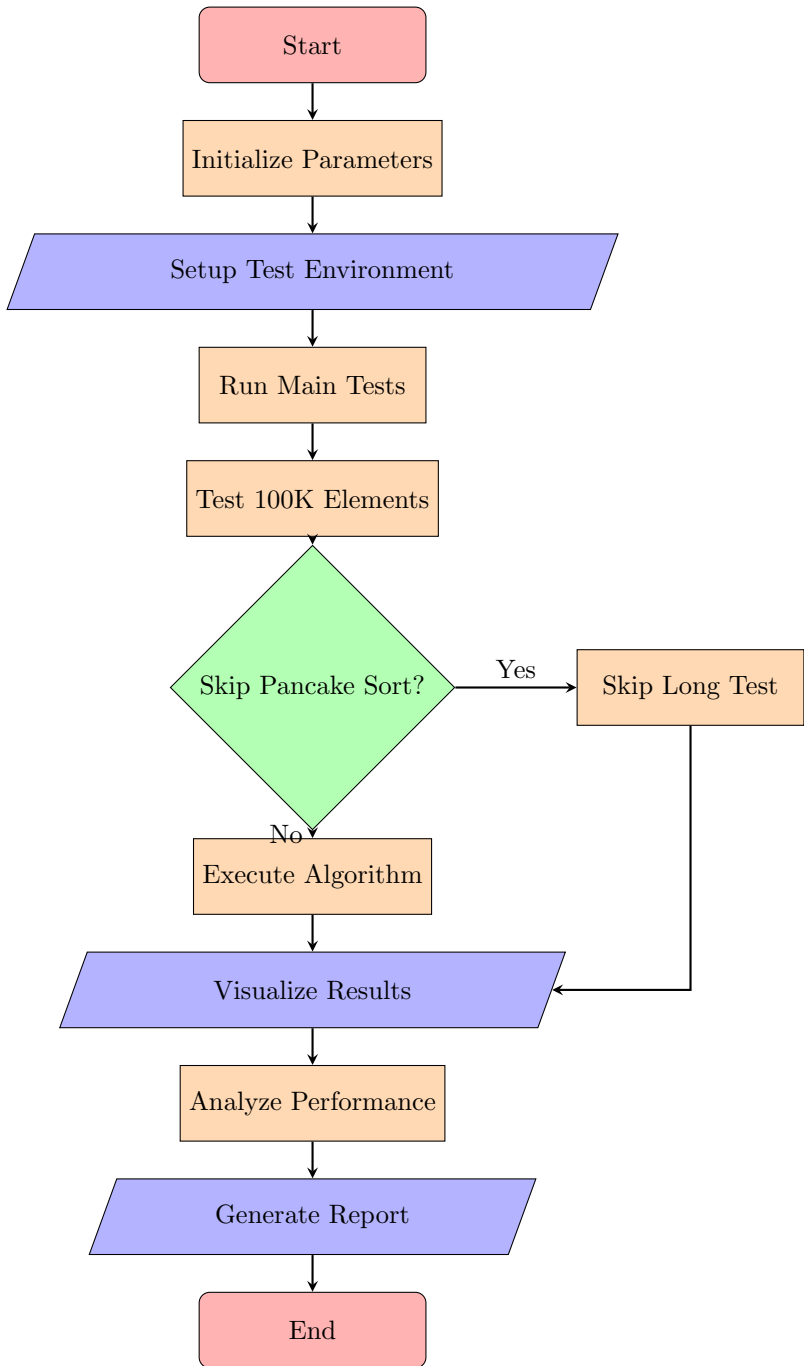 Start
Initialize Parameters
Setup Test Environment
Run Main Tests
Test 100K Elements
Skip Pancake Sort?
Yes
Skip Long Test
No
Execute Algorithm
Visualize Results
Analyze Performance
Generate Report
End